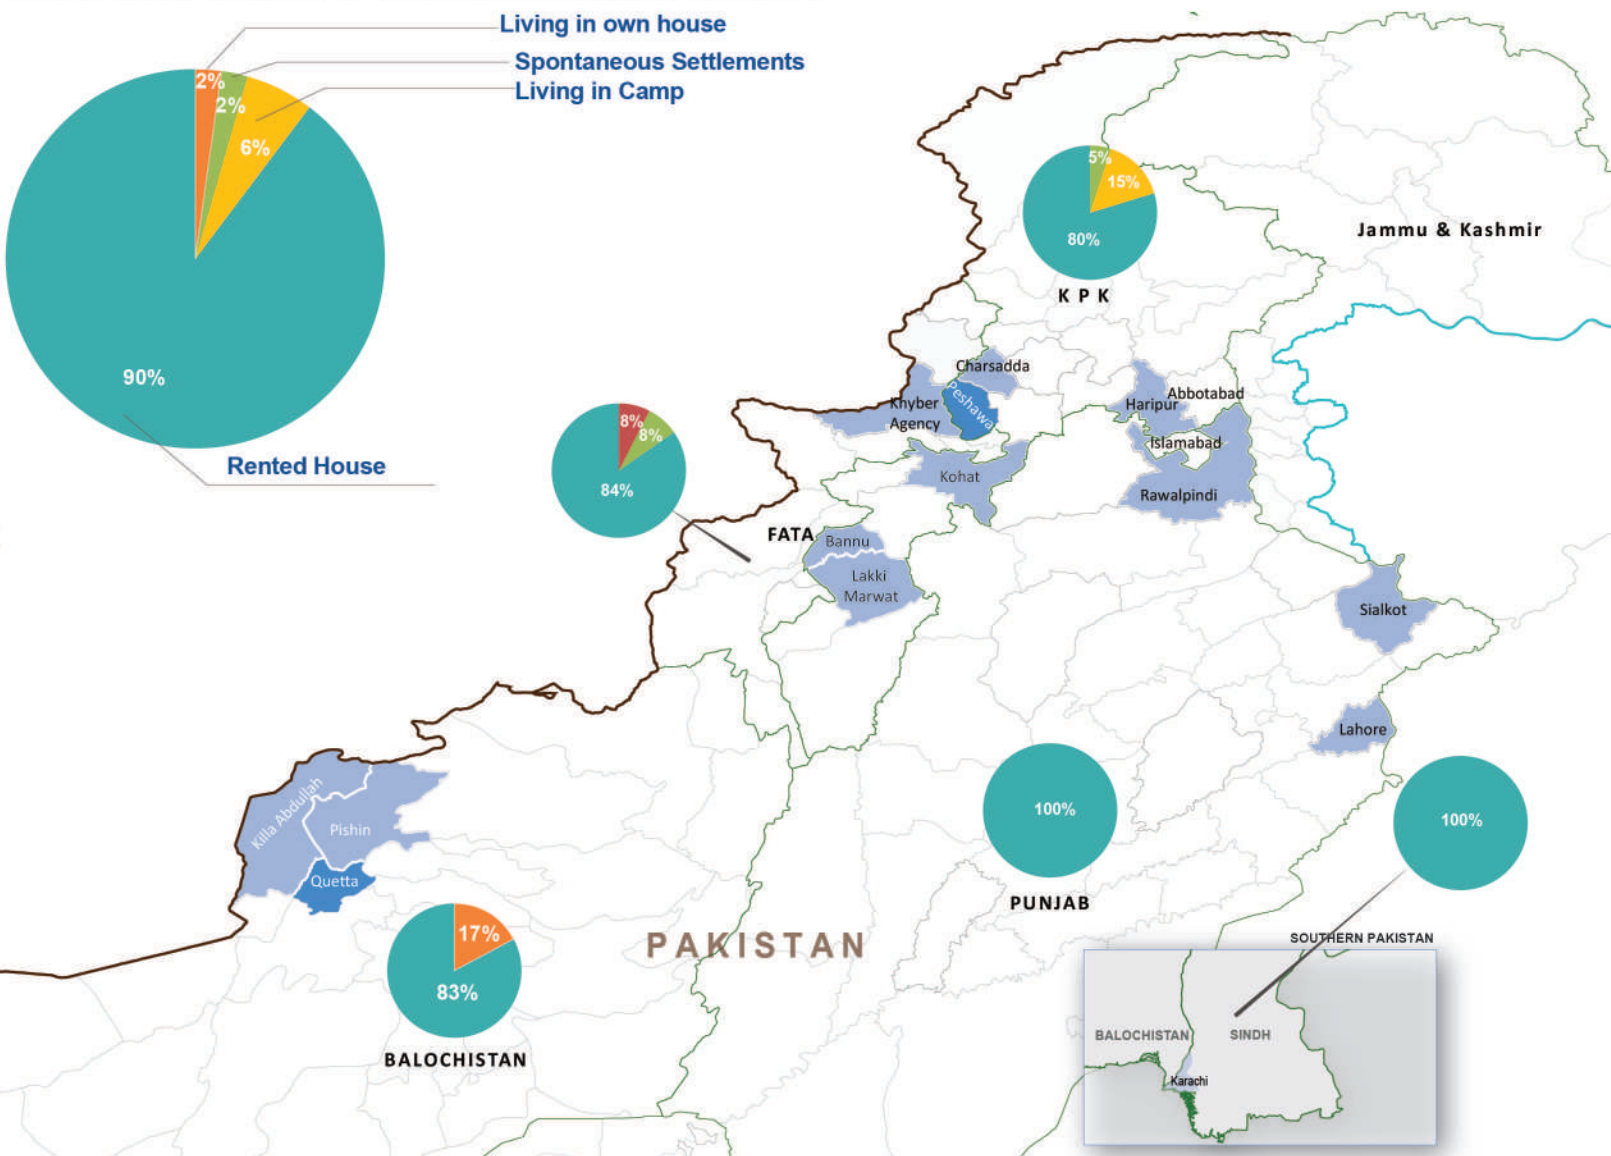 Living in own house
Spontaneous Settlements
Living in Camp
2%
2%
6%
90%
Rented House
5%
15%
80%
K P K
Jammu & Kashmir
Charsadda
Peshawa
Khyber
Agency
Haripur
Abbotabad
Islamabad
Rawalpindi
Kohat
8%
8%
84%
FATA
Bannu
Lakki
Marwat
Sialkot
Lahore
Killa Abdullah
Pishin
Quetta
100%
PUNJAB
100%
17%
83%
BALOCHISTAN
PAKISTAN
SOUTHERN PAKISTAN
BALOCHISTAN
SINDH
Karachi